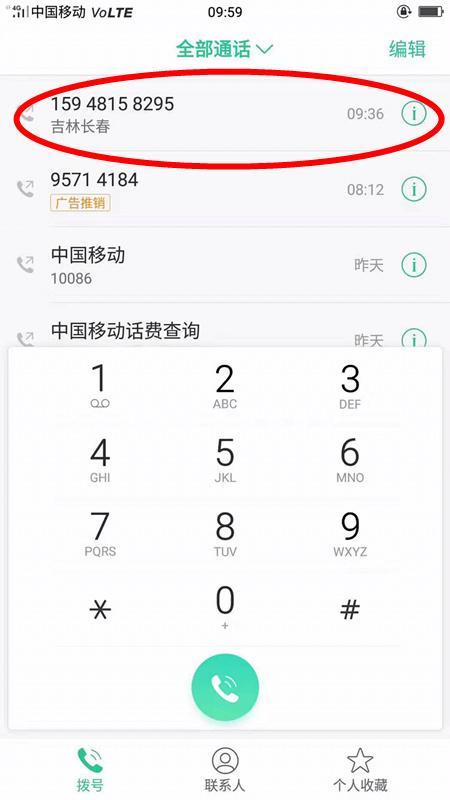 4G 中国移动 VoLTE 09:59
全部通话 编辑
159 4815 8295
吉林长春 09:36
9571 4184
广告推销 08:12
中国移动
10086 昨天
中国移动话费查询 昨天
1 2 3
ABC DEF
4 5 6
GHI JKL MNO
7 8 9
PQRS TUV WXYZ
* 0 #
+
拨号 联系人 个人收藏